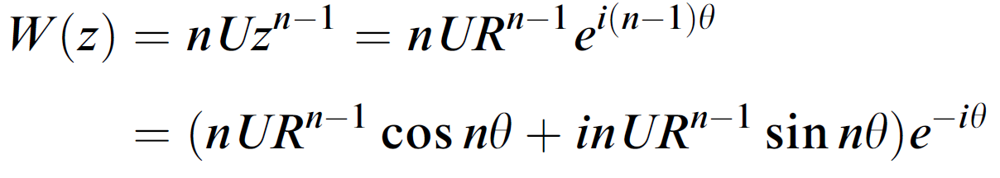 W(z) = nUz^{n−1} = nUR^{n−1} e^{i(n−1)θ}
= (nUR^{n−1} cos nθ + inUR^{n−1} sin nθ)e^{−iθ}